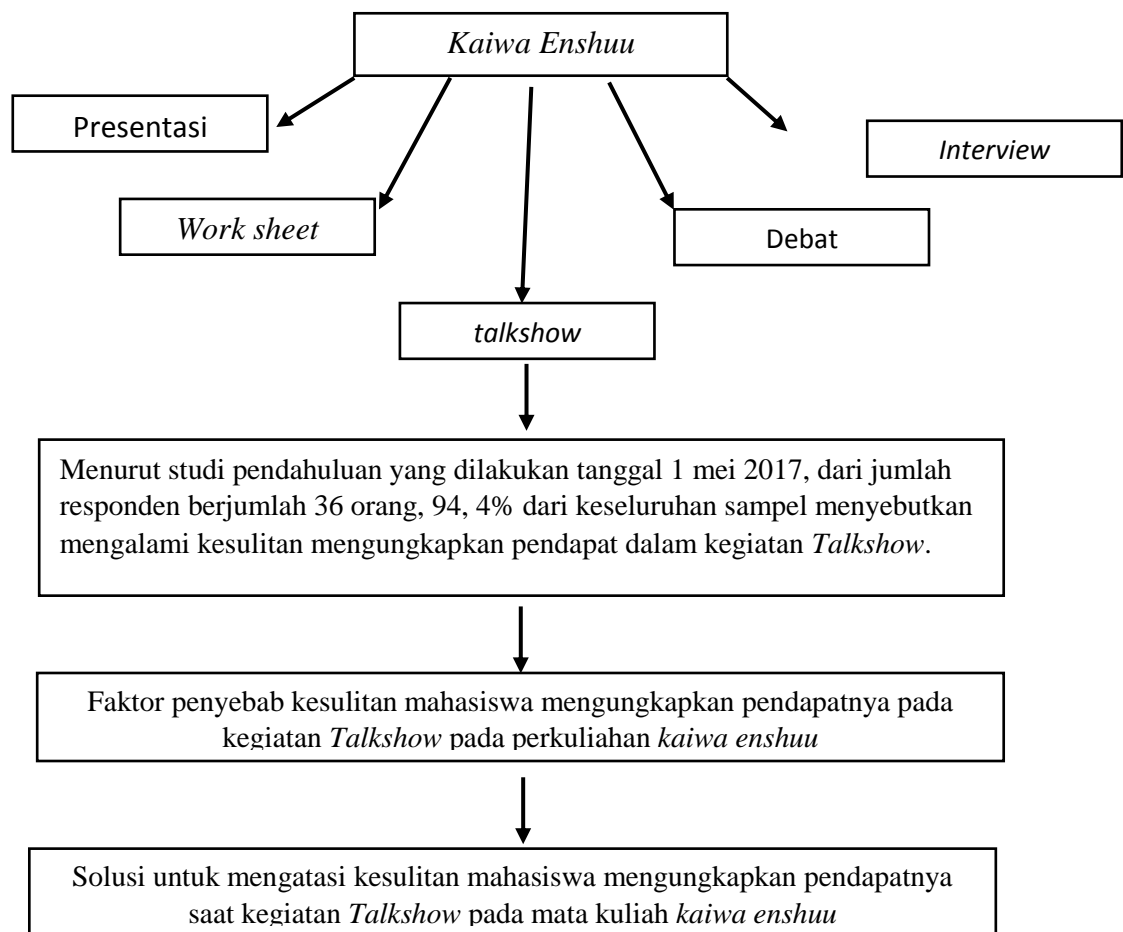 Kaiwa Enshuu
Presentasi
Interview
Work sheet
Debat
talkshow
Menurut studi pendahuluan yang dilakukan tanggal 1 mei 2017, dari jumlah
responden berjumlah 36 orang, 94, 4% dari keseluruhan sampel menyebutkan
mengalami kesulitan mengungkapkan pendapat dalam kegiatan Talkshow.
Faktor penyebab kesulitan mahasiswa mengungkapkan pendapatnya pada
kegiatan Talkshow pada perkuliahan kaiwa enshuu
Solusi untuk mengatasi kesulitan mahasiswa mengungkapkan pendapatnya
saat kegiatan Talkshow pada mata kuliah kaiwa enshuu